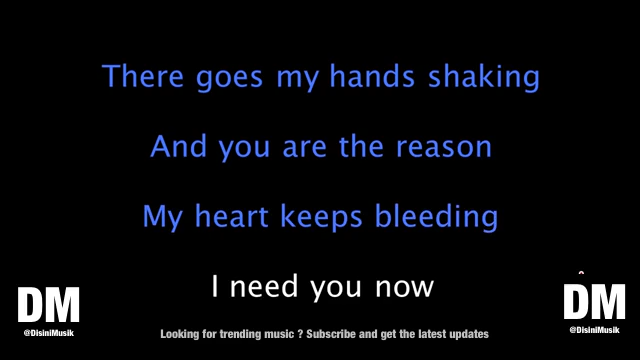 There goes my hands shaking
And you are the reason
My heart keeps bleeding
I need you now
DM
@DisiniMusik
DM
@DisiniMusik
Looking for trending music ? Subscribe and get the latest updates